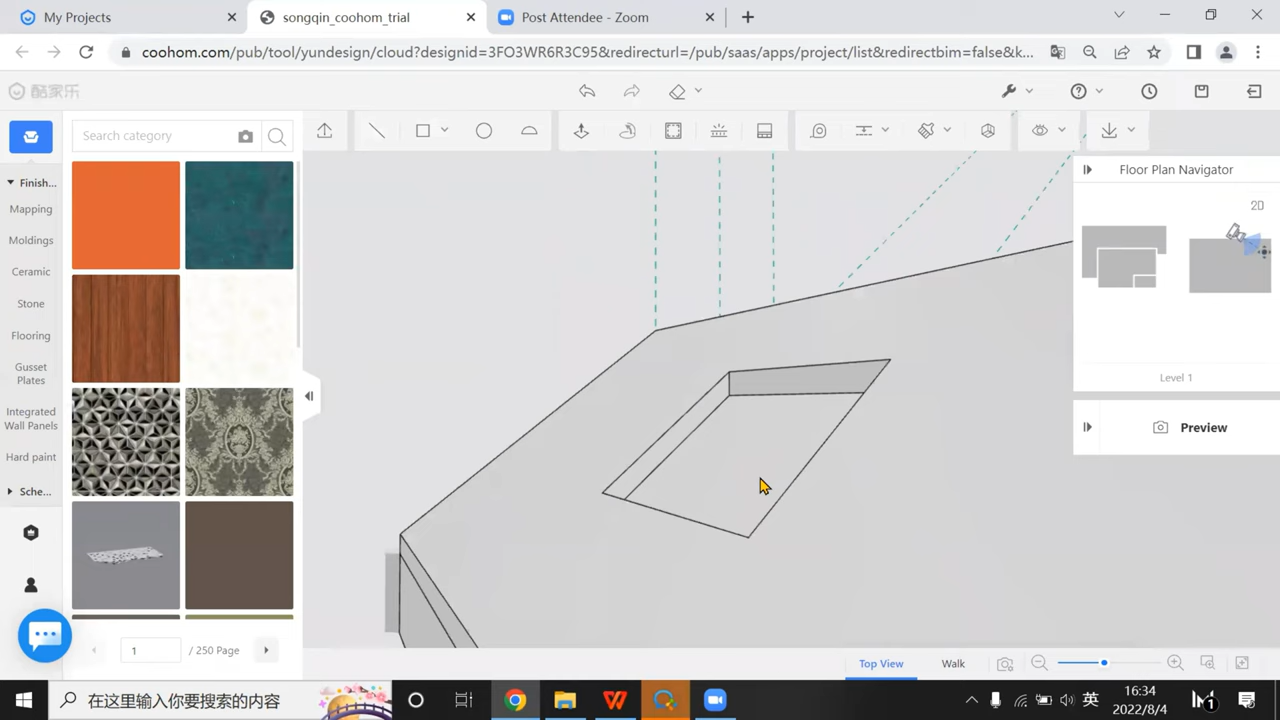 My Projects
songqin_coohom_trial
Post Attendee - Zoom
coohom.com/pub/tool/yundesign/cloud?designid=3FO3WR6R3C95&redirecturl=/pub/saas/apps/project/list&redirectbim=false&k...
酷家乐
Search category
Finish...
Mapping
Moldings
Ceramic
Stone
Flooring
Gusset
Plates
Integrated
Wall Panels
Hard paint
Sche...
1 / 250 Page
Floor Plan Navigator
2D
Level 1
Preview
Top View
Walk
在这里输入你要搜索的内容
英
16:34
2022/8/4
1